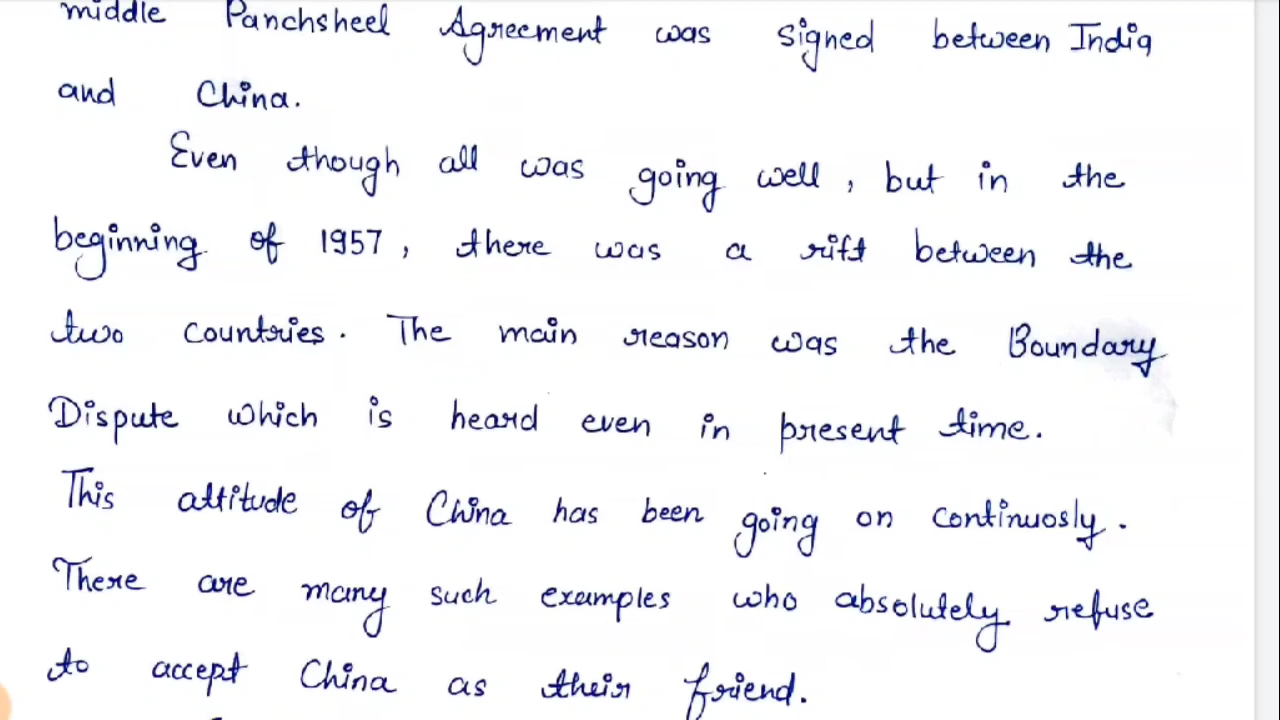 middle Panchsheel Agreement was signed between India
and China.
Even though all was going well, but in the
beginning of 1957, there was a rift between the
two countries. The main reason was the Boundary
Dispute which is heard even in present time.
This attitude of China has been going on continuosly.
There are many such examples who absolutely refuse
to accept China as their friend.